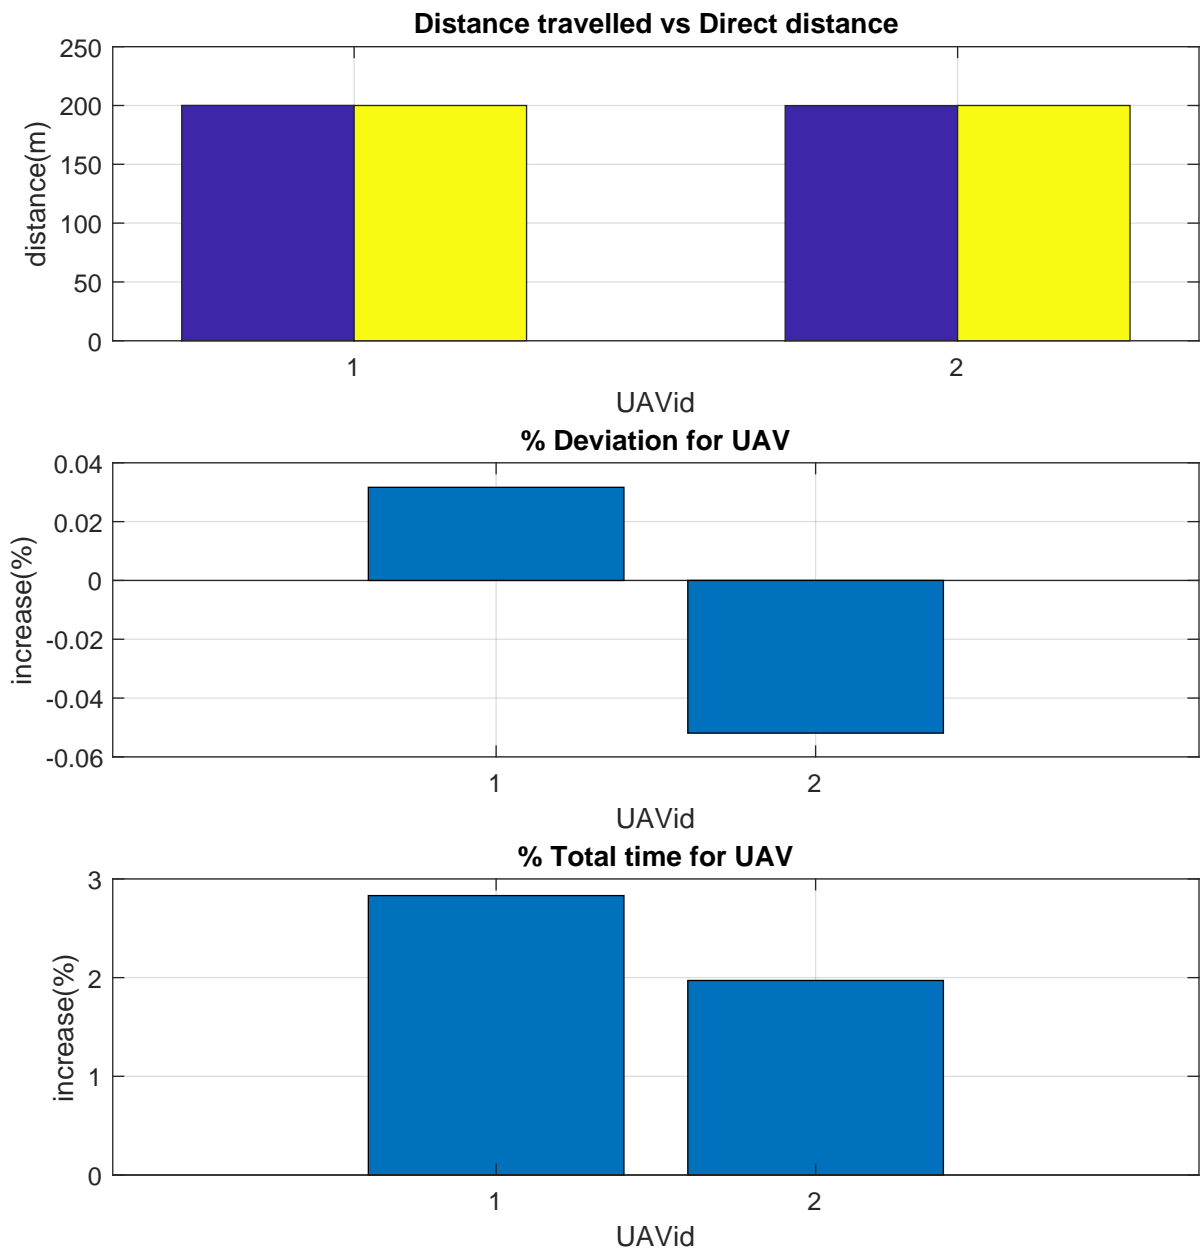 Distance travelled vs Direct distance
250
200
150
100
50
0
distance(m)
1 2
UAVid
% Deviation for UAV
0.04
0.02
0
-0.02
-0.04
-0.06
increase(%)
1 2
UAVid
% Total time for UAV
3
2
1
0
increase(%)
1 2
UAVid